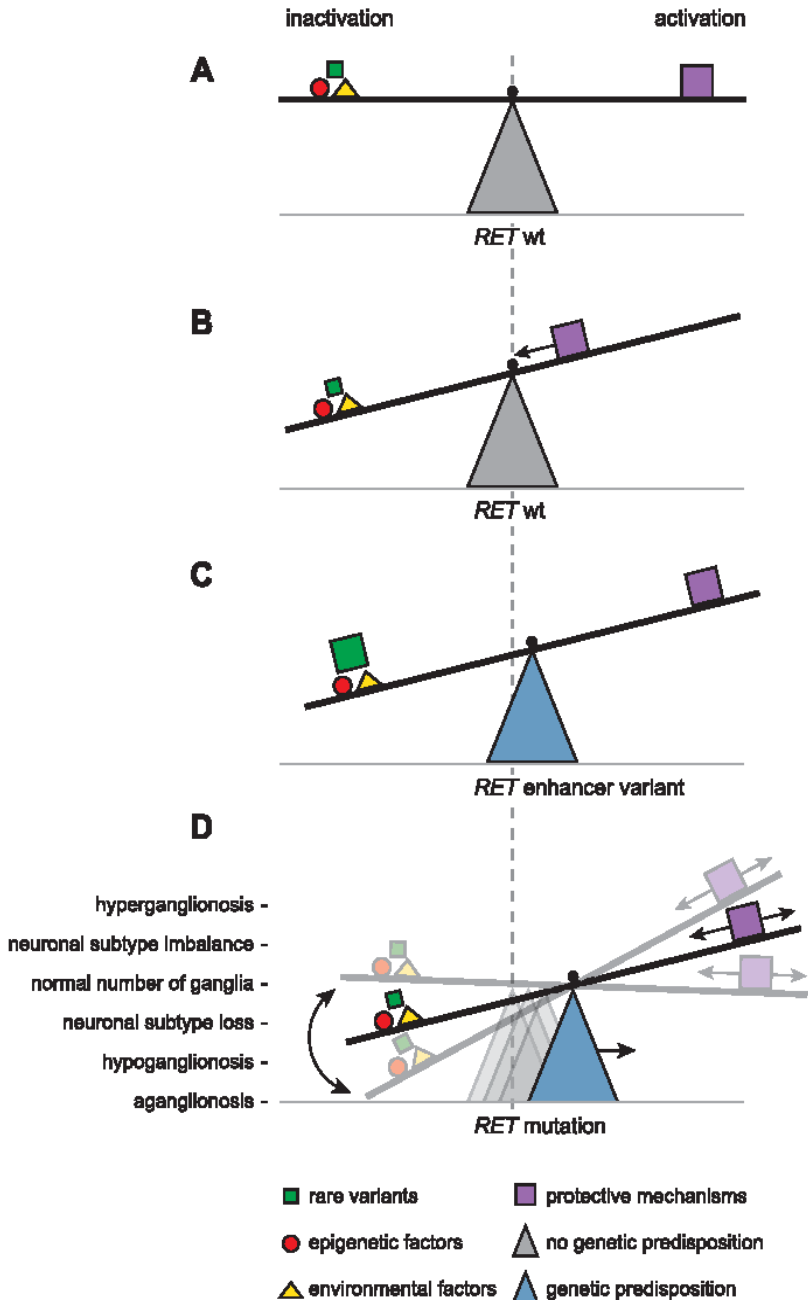 inactivation activation
A
RET wt
B
RET wt
C
RET enhancer variant
D
hyperganglionosis -
neuronal subtype imbalance -
normal number of ganglia -
neuronal subtype loss -
hypoganglionosis -
aganglionosis -
RET mutation
rare variants protective mechanisms
epigenetic factors no genetic predisposition
environmental factors genetic predisposition